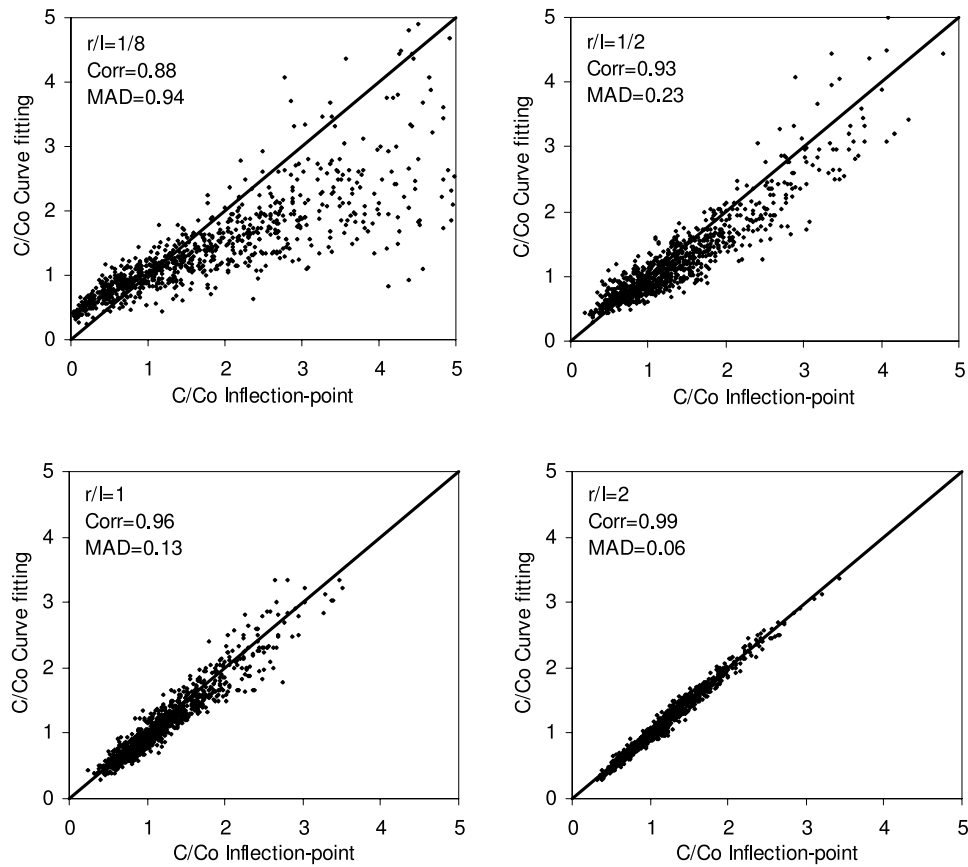 r/l=1/8
Corr=0.88
MAD=0.94
C/Co Curve fitting
5
4
3
2
1
0
0 1 2 3 4 5
C/Co Inflection-point
r/l=1/2
Corr=0.93
MAD=0.23
C/Co Curve fitting
5
4
3
2
1
0
0 1 2 3 4 5
C/Co Inflection-point
r/l=1
Corr=0.96
MAD=0.13
C/Co Curve fitting
5
4
3
2
1
0
0 1 2 3 4 5
C/Co Inflection-point
r/l=2
Corr=0.99
MAD=0.06
C/Co Curve fitting
5
4
3
2
1
0
0 1 2 3 4 5
C/Co Inflection-point